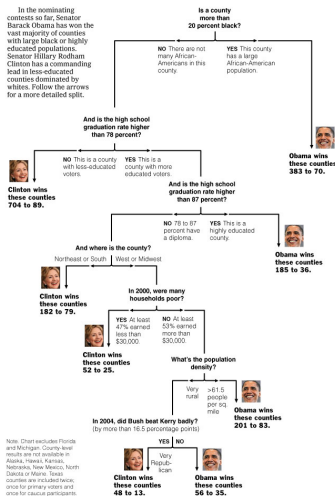 In the nominating
contests so far, Senator
Barack Obama has won the
vast majority of counties
with large black or highly
educated populations.
Senator Hillary Rodham
Clinton has a commanding
lead in less-educated
counties dominated by
whites. Follow the arrows
for a more detailed split.
Is a county
more than
20 percent black?
NO There are not
many African-
Americans in this
county.
YES This county
has a large
African-American
population.
Obama wins
these counties
383 to 70.
And is the high school
graduation rate higher
than 78 percent?
NO This is a county
with less-educated
voters.
YES This is a
county with more
educated voters.
Clinton wins
these counties
704 to 89.
And is the high school
graduation rate higher
than 87 percent?
NO 78 to 87
percent have
a diploma.
YES This is a
highly educated
county.
Obama wins
these counties
185 to 36.
And where is the county?
Northeast or South
West or Midwest
Clinton wins
these counties
182 to 79.
In 2000, were many
households poor?
YES At least
47% earned
less than
$30,000.
NO At least
53% earned
more than
$30,000.
Clinton wins
these counties
52 to 25.
What's the population
density?
Very
rural
>61.5
people
per sq.
mile
Obama wins
these counties
201 to 83.
In 2004, did Bush beat Kerry badly?
(by more than 16.5 percentage points)
YES
NO
Very
Repub-
lican
Clinton wins
these counties
48 to 13.
Obama wins
these counties
56 to 35.
Note: Chart excludes Florida
and Michigan. County-level
results are not available in
Alaska, Hawaii, Kansas,
Nebraska, New Mexico, North
Dakota or Maine. Texas
counties are included twice;
once for primary voters and
once for caucus participants.